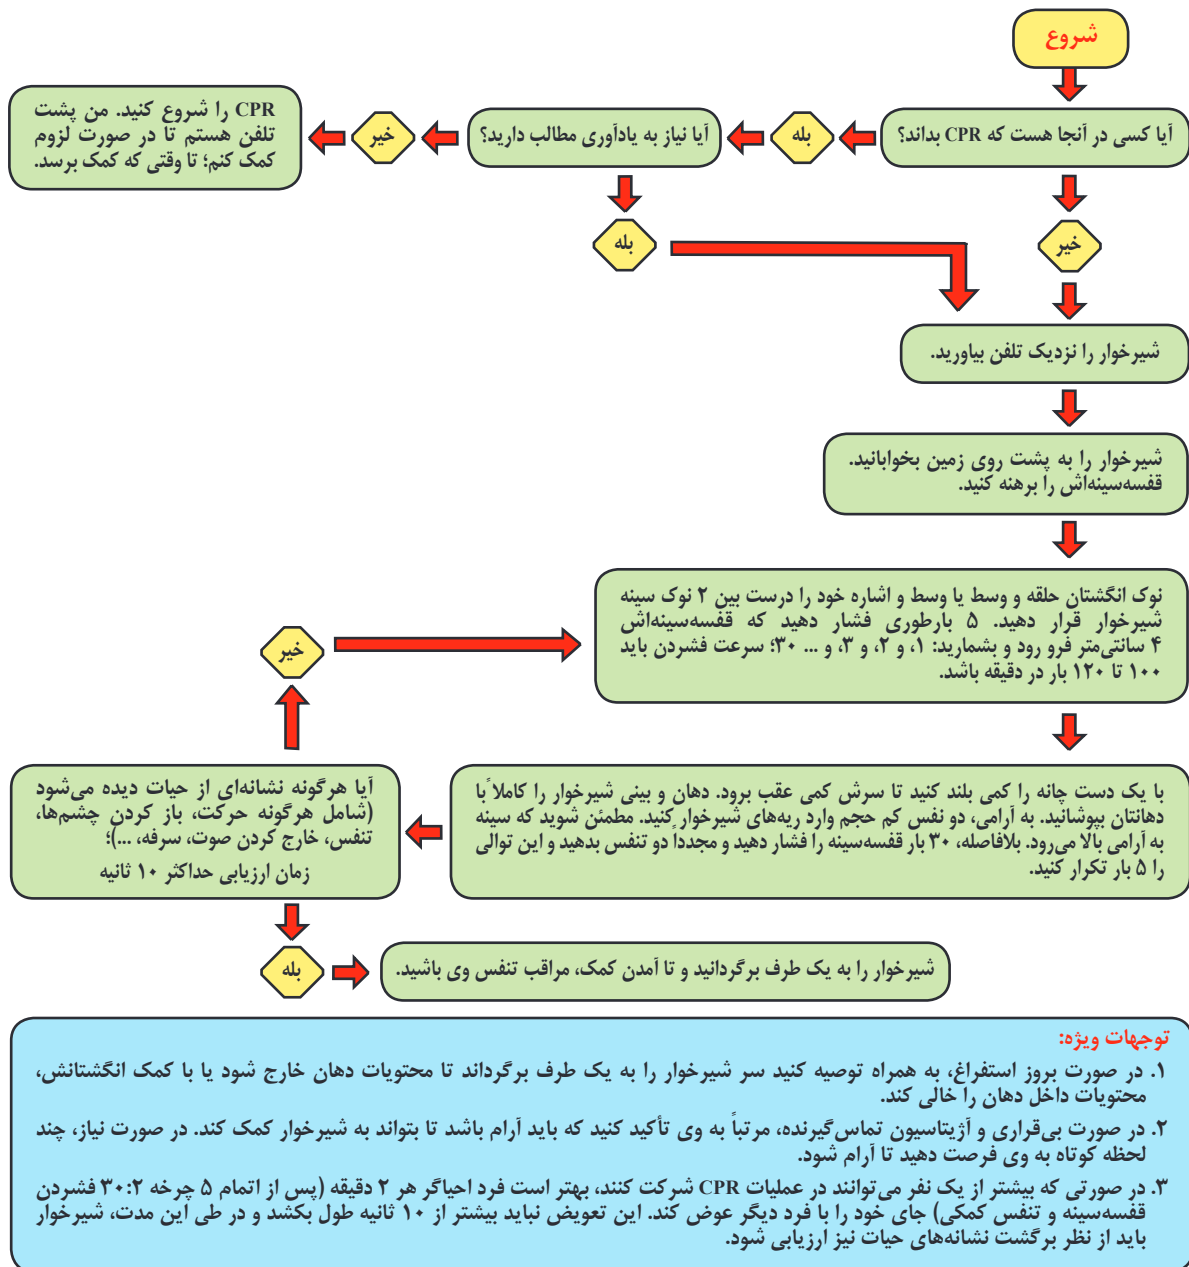 شروع
آیا کسی در آنجا هست که CPR بداند؟
بله
آیا نیاز به یادآوری مطالب دارید؟
خیر
CPR را شروع کنید. من پشت
تلفن هستم تا در صورت لزوم
کمک کنم؛ تا وقتی که کمک برسد.
خیر
بله
شیرخوار را نزدیک تلفن بیاورید.
شیرخوار را به پشت روی زمین بخوابانید.
قفسه‌سینه‌اش را برهنه کنید.
نوک انگشتان حلقه و وسط یا وسط و اشاره خود را درست بین ۲ نوک سینه
شیرخوار قرار دهید. ۵ بارطوری فشار دهید که قفسه‌سینه‌اش
۴ سانتی‌متر فرو رود و بشمارید: ۱، و ۲، و ۳، و ... ۳۰؛ سرعت فشردن باید
۱۰۰ تا ۱۲۰ بار در دقیقه باشد.
خیر
با یک دست چانه را کمی بلند کنید تا سرش کمی عقب برود. دهان و بینی شیرخوار را کاملاً با
دهانتان بپوشانید. به آرامی، دو نفس کم حجم وارد ریه‌های شیرخوار کنید. مطمئن شوید که سینه
به آرامی بالا می‌رود. بلافاصله، ۳۰ بار قفسه‌سینه را فشار دهید و مجدداً دو تنفس بدهید و این توالی
را ۵ بار تکرار کنید.
آیا هرگونه نشانه‌ای از حیات دیده می‌شود
(شامل هرگونه حرکت، باز کردن چشم‌ها،
تنفس، خارج کردن صوت، سرفه، ...)؛
زمان ارزیابی حداکثر ۱۰ ثانیه
بله
شیرخوار را به یک طرف برگردانید و تا آمدن کمک، مراقب تنفس وی باشید.
توجهات ویژه:
۱. در صورت بروز استفراغ، به همراه توصیه کنید سر شیرخوار را به یک طرف برگرداند تا محتویات دهان خارج شود یا با کمک انگشتانش،
محتویات داخل دهان را خالی کند.
۲. در صورت بی‌قراری و آژیتاسیون تماس‌گیرنده، مرتباً به وی تأکید کنید که باید آرام باشد تا بتواند به شیرخوار کمک کند. در صورت نیاز، چند
لحظه کوتاه به وی فرصت دهید تا آرام شود.
۳. در صورتی که بیشتر از یک نفر می‌توانند در عملیات CPR شرکت کنند، بهتر است فرد احیاگر هر ۲ دقیقه (پس از اتمام ۵ چرخه ۳۰:۲ فشردن
قفسه‌سینه و تنفس کمکی) جای خود را با فرد دیگر عوض کند. این تعویض نباید بیشتر از ۱۰ ثانیه طول بکشد و در طی این مدت، شیرخوار
باید از نظر برگشت نشانه‌های حیات نیز ارزیابی شود.